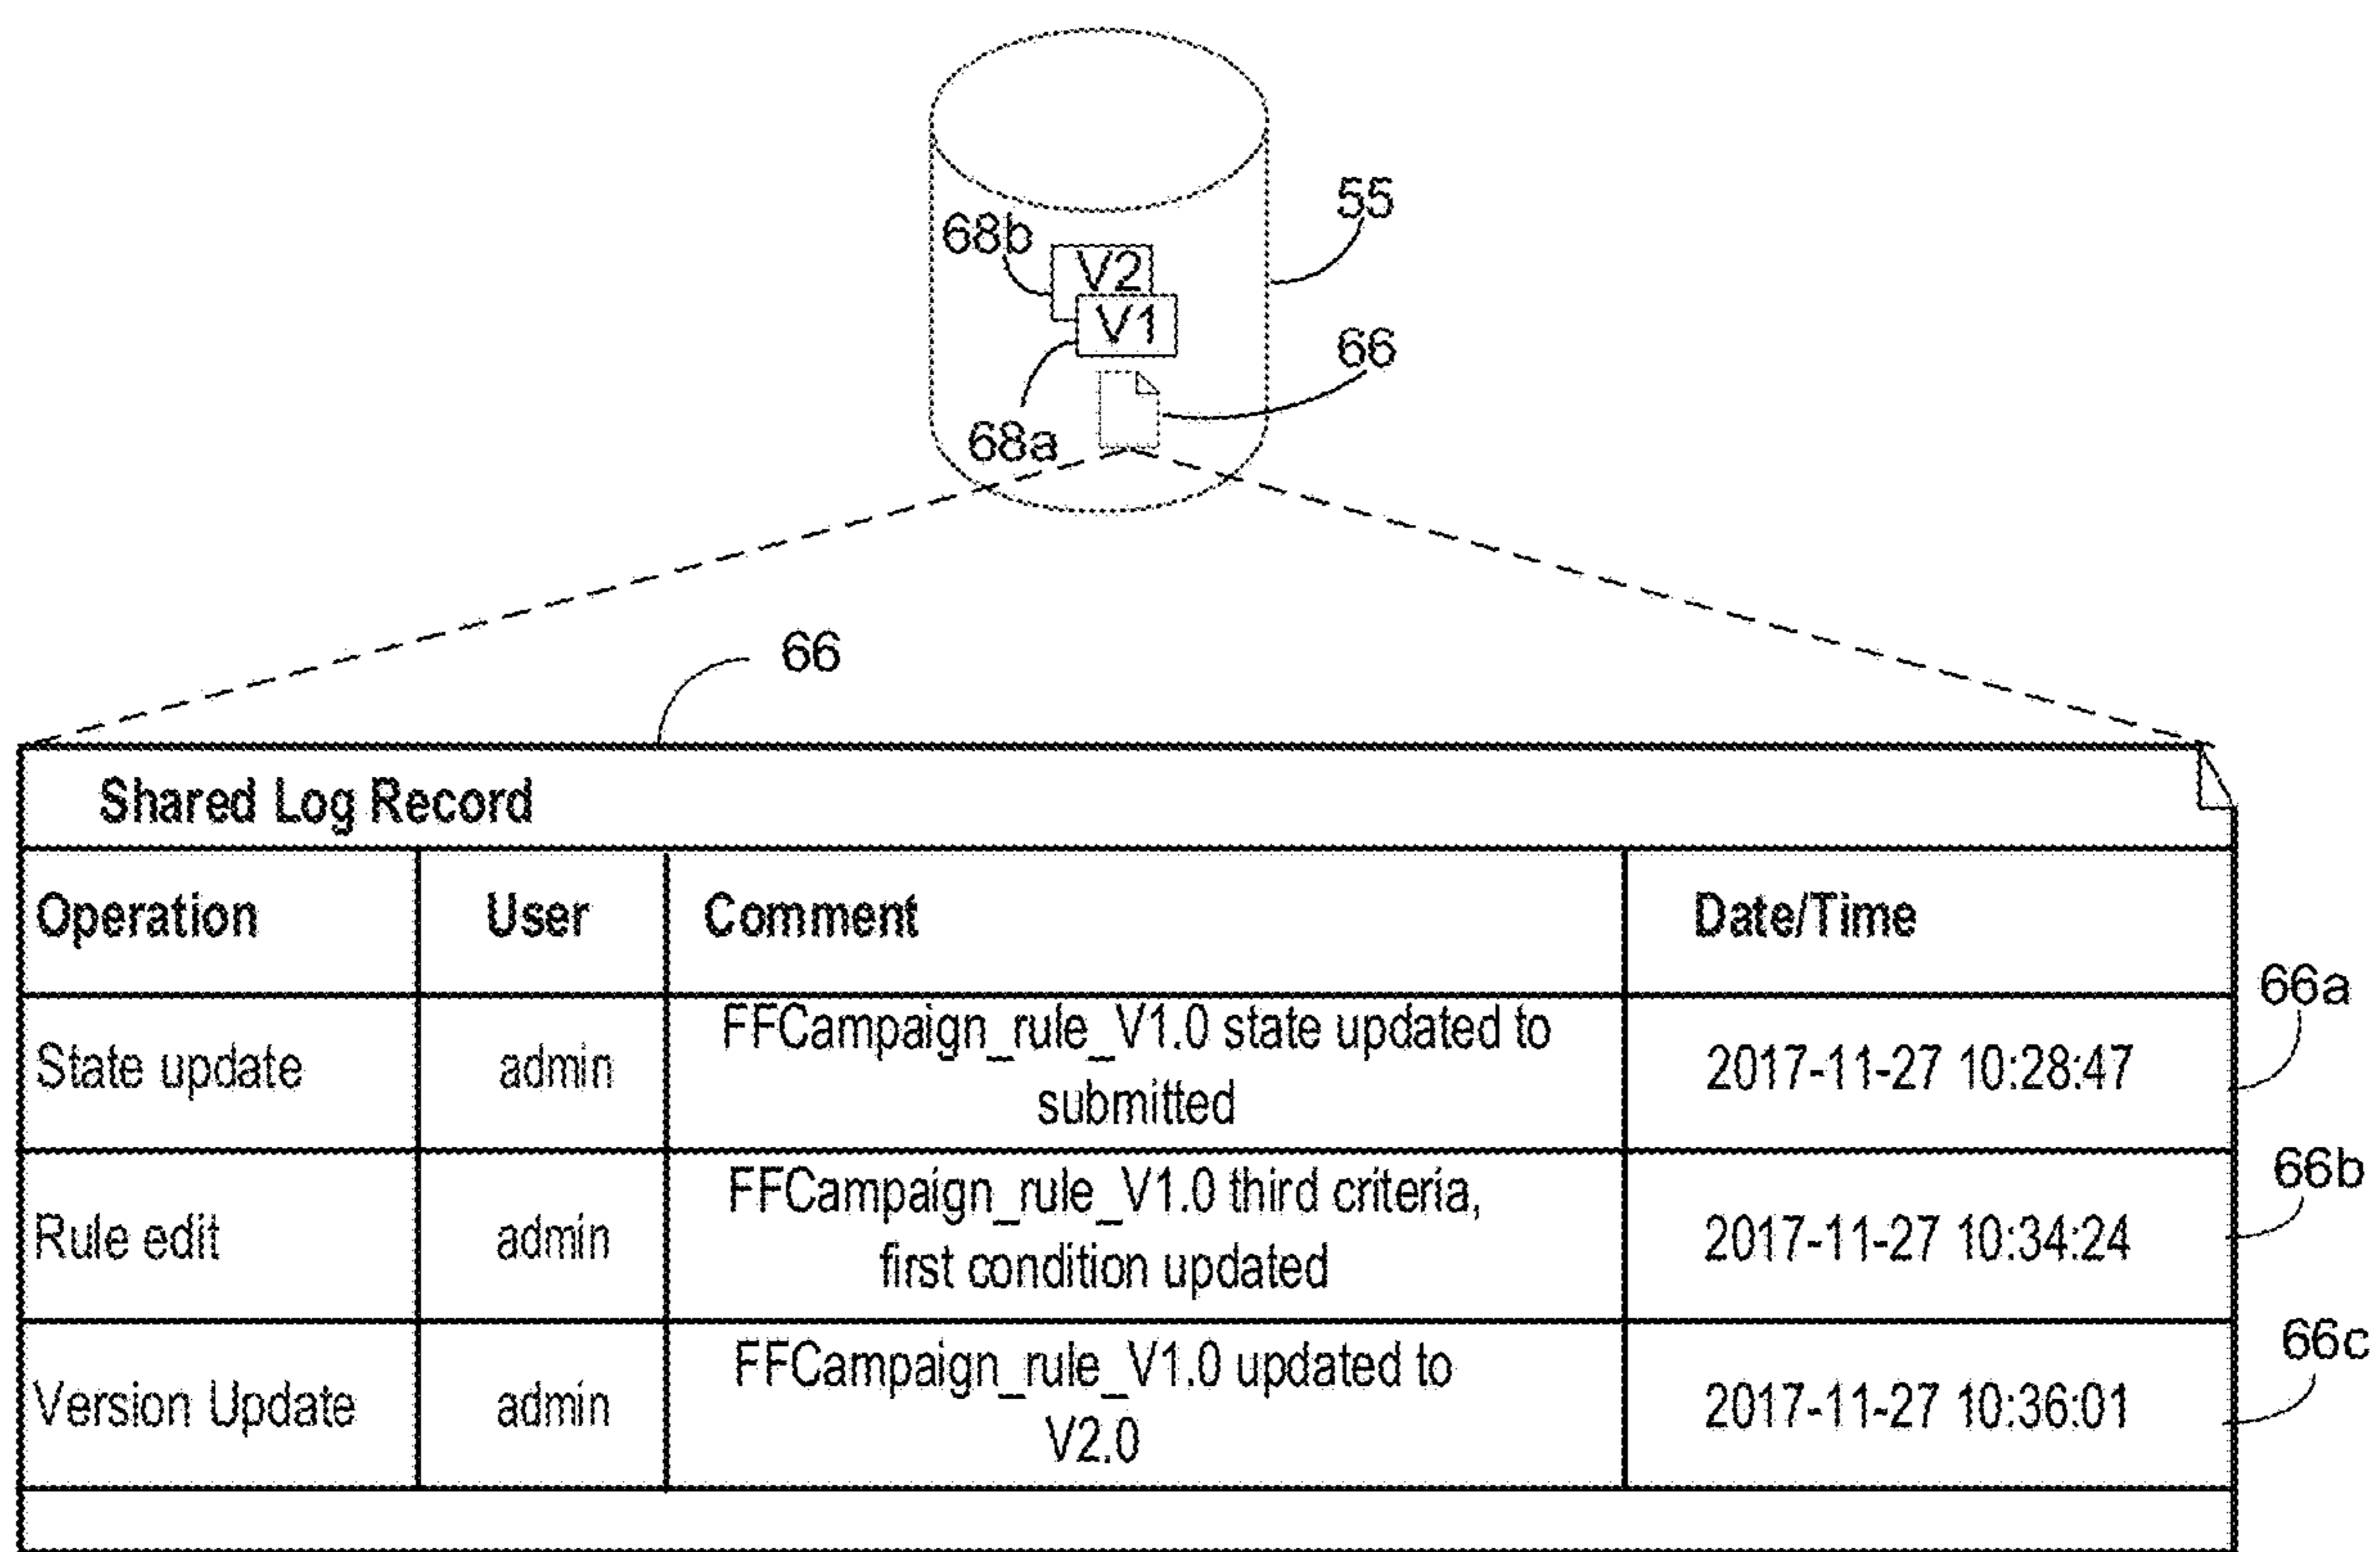 55
68b
V2
V1
66
68a
66
Shared Log Record
Operation User Comment Date/Time
66a
State update admin FFCampaign_rule_V1.0 state updated to 2017-11-27 10:28:47
submitted
66b
Rule edit admin FFCampaign_rule_V1.0 third criteria, 2017-11-27 10:34:24
first condition updated
66c
Version Update admin FFCampaign_rule_V1.0 updated to 2017-11-27 10:36:01
V2.0